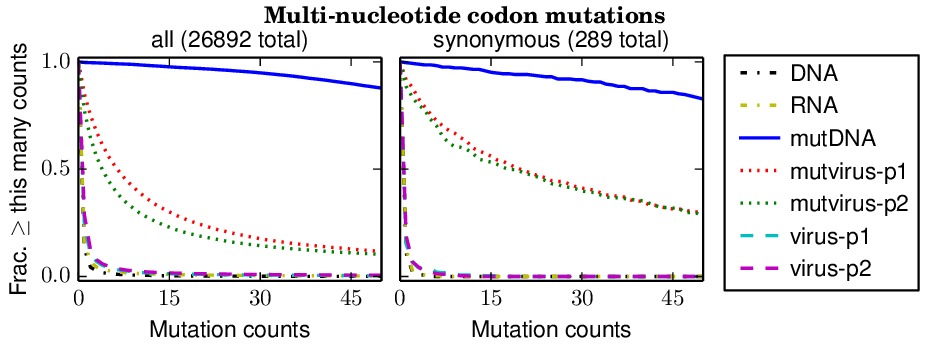 Multi-nucleotide codon mutations
all (26892 total)
synonymous (289 total)
Frac. ≥ this many counts
1.0
0.5
0.0
0 15 30 45
0 15 30 45
Mutation counts
Mutation counts
DNA
RNA
mutDNA
mutvirus-p1
mutvirus-p2
virus-p1
virus-p2